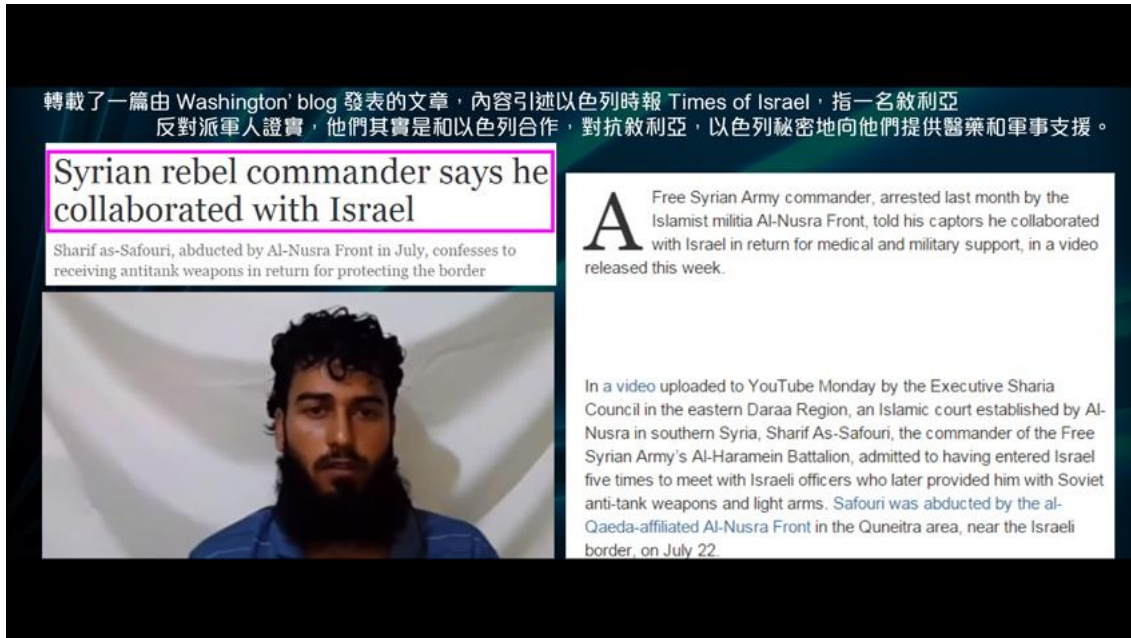 轉載了一篇由 Washington' blog 發表的文章，內容引述以色列時報 Times of Israel，指一名敘利亞
反對派軍人證實，他們其實是和以色列合作，對抗敘利亞，以色列秘密地向他們提供醫藥和軍事支援。
Syrian rebel commander says he
collaborated with Israel
Sharif as-Safouri, abducted by Al-Nusra Front in July, confesses to
receiving antitank weapons in return for protecting the border
A Free Syrian Army commander, arrested last month by the
Islamist militia Al-Nusra Front, told his captors he collaborated
with Israel in return for medical and military support, in a video
released this week.
In a video uploaded to YouTube Monday by the Executive Sharia
Council in the eastern Daraa Region, an Islamic court established by Al-
Nusra in southern Syria, Sharif As-Safouri, the commander of the Free
Syrian Army's Al-Haramein Battalion, admitted to having entered Israel
five times to meet with Israeli officers who later provided him with Soviet
anti-tank weapons and light arms. Safouri was abducted by the al-
Qaeda-affiliated Al-Nusra Front in the Quneitra area, near the Israeli
border, on July 22.